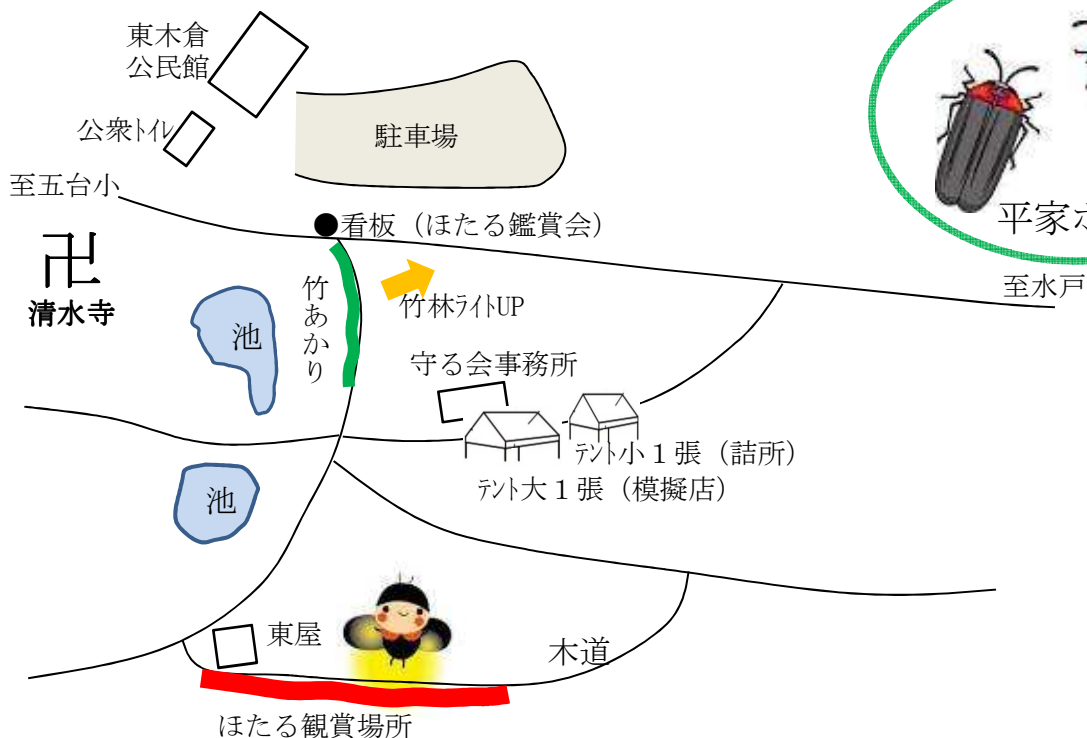 東木倉
公民館
公衆ﾄｲﾚ
駐車場
至五台小
看板（ほたる鑑賞会）
卍
清水寺
池
竹あかり
竹林ﾗｲﾄUP
守る会事務所
ﾃﾝﾄ小１張（詰所）
ﾃﾝﾄ大１張（模擬店）
池
東屋
木道
ほたる観賞場所
平家ホ
至水戸